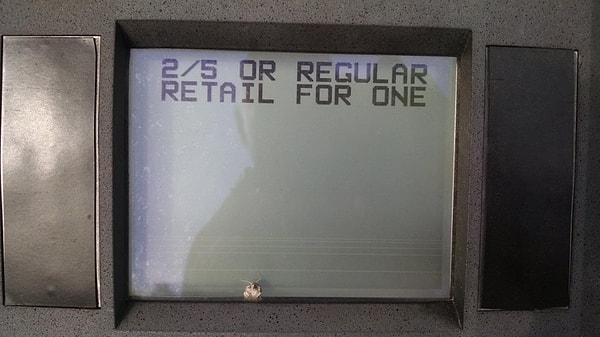 2/5 OR REGULAR
RETAIL FOR ONE